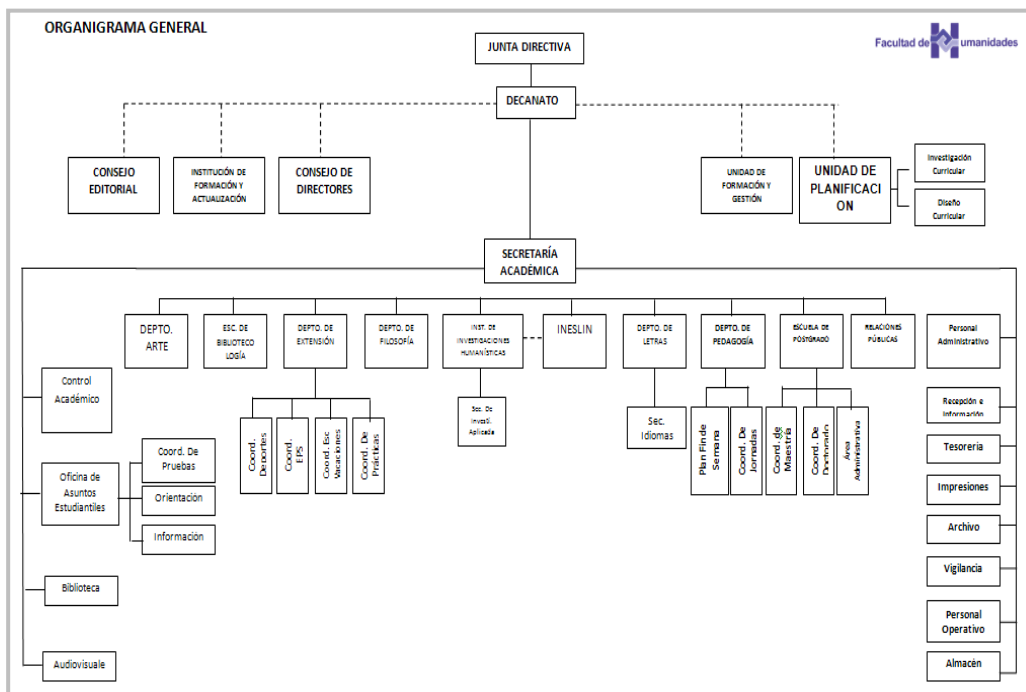 ORGANIGRAMA GENERAL
Facultad de Humanidades
JUNTA DIRECTIVA
DECANATO
CONSEJO
EDITORIAL
INSTITUCIÓN DE
FORMACIÓN Y
ACTUALIZACIÓN
CONSEJO DE
DIRECTORES
UNIDAD DE
FORMACIÓN Y
GESTIÓN
UNIDAD DE
PLANIFICACI
ON
Investigación
Curricular
Diseño
Curricular
SECRETARÍA
ACADÉMICA
DEPTO.
ARTE
ESC. DE
BIBLIOTECO
LOGÍA
DEPTO. DE
EXTENSIÓN
DEPTO. DE
FILOSOFÍA
INST. DE
INVESTIGACIONES
HUMANÍSTICAS
INESLIN
DEPTO. DE
LETRAS
DEPTO. DE
PEDAGOGÍA
ESCUELA DE
POSTGRADO
RELACIONES
PÚBLICAS
Personal
Administrativo
Control
Académico
Oficina de
Asuntos
Estudiantiles
Coord. De
Pruebas
Orientación
Información
Biblioteca
Audiovisuale
Coord.
Deportes
Coord.
EPS
Coord. Esc
Vacaciones
Coord. De
Prácticas
Sec. De
Investi.
Aplicada
Sec.
Idiomas
Plan Fin de
Semana
Coord. De
Jornadas
Coord. de
Maestría
Coord. De
Doctorado
Área
Administrativa
Recepción e
Información
Tesorería
Impresiones
Archivo
Vigilancia
Personal
Operativo
Almacén